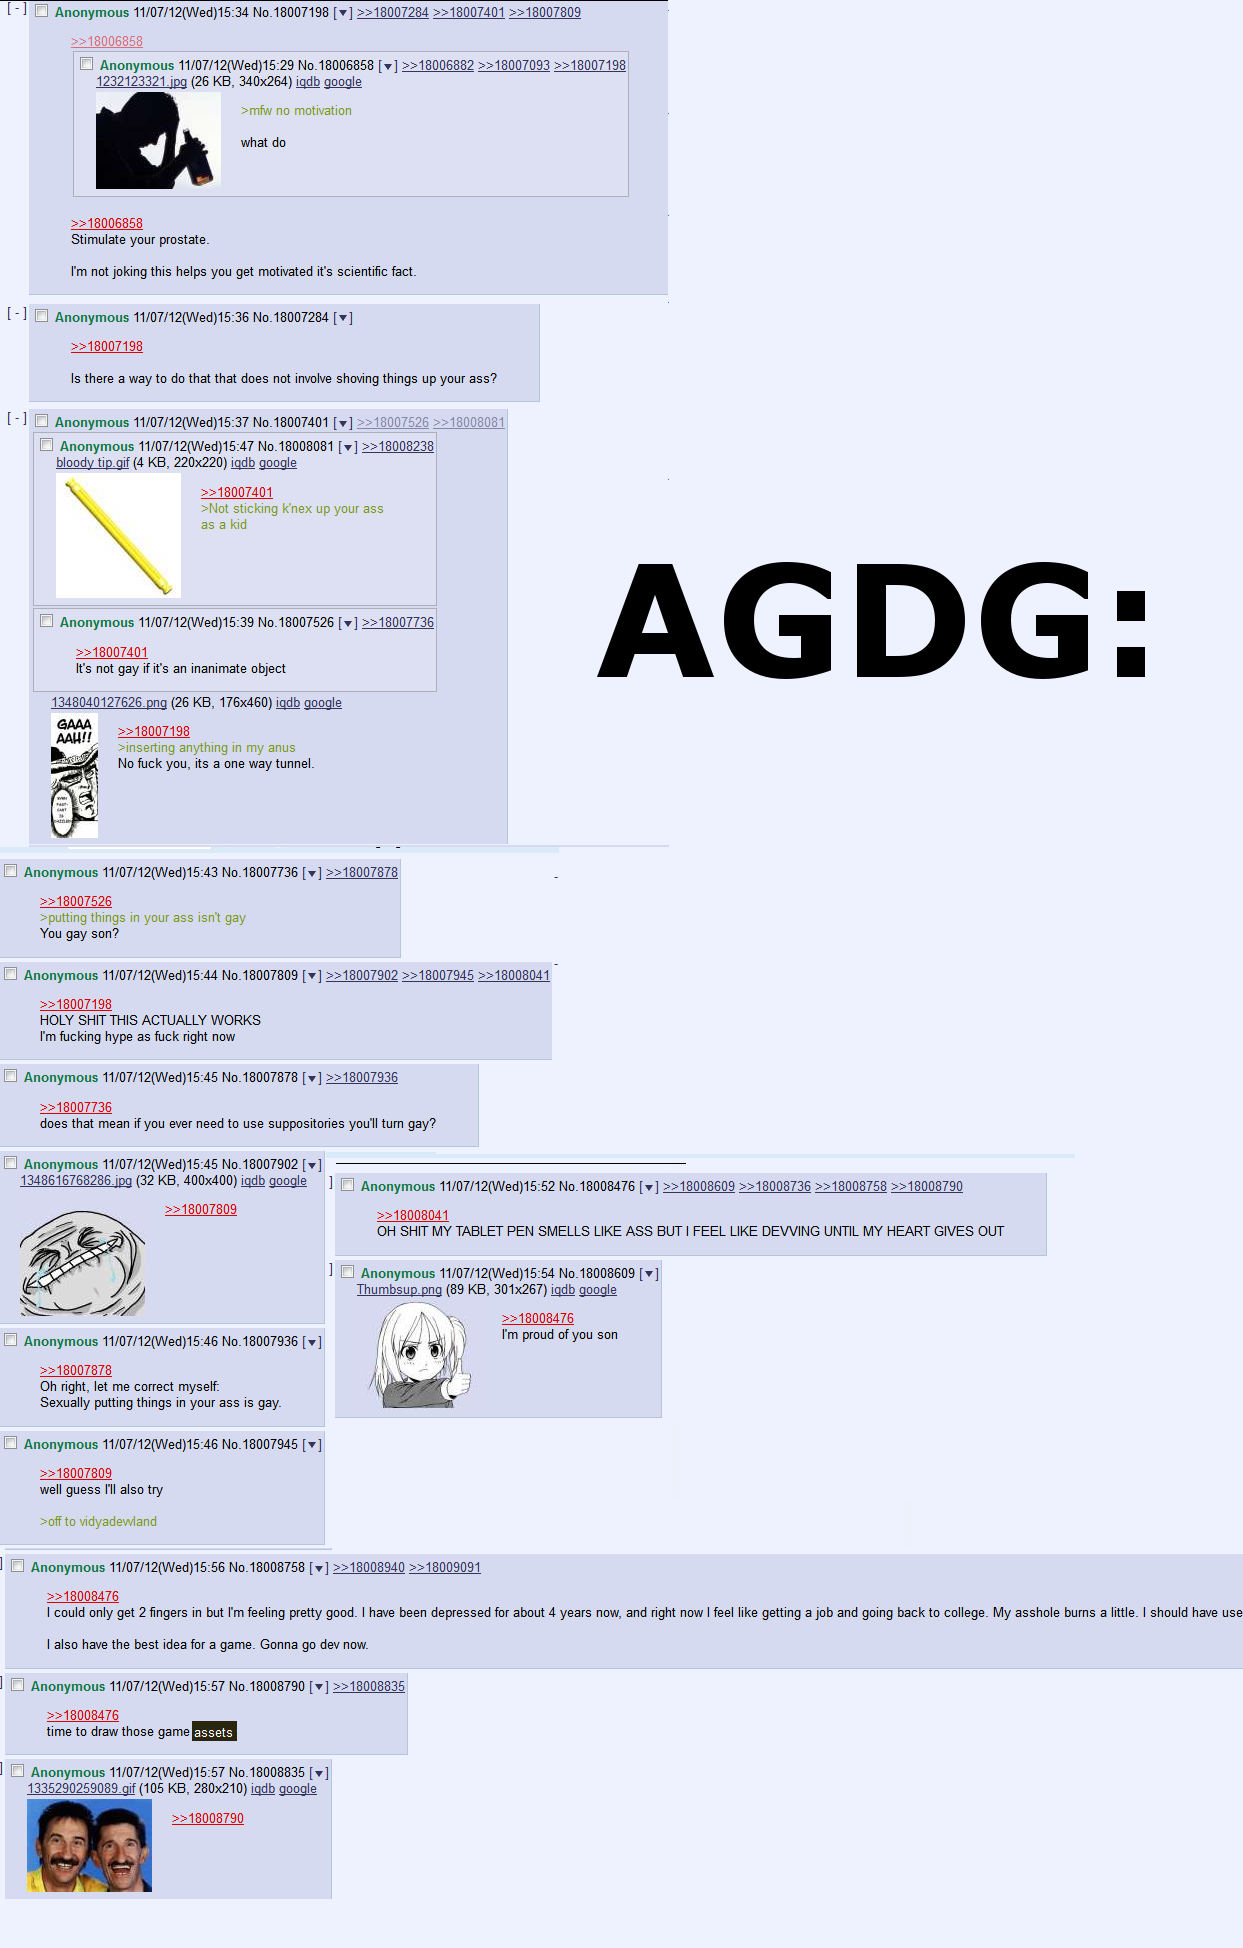 [ - ] Anonymous 11/07/12(Wed)15:34 No.18007198 [▼] >>18007284 >>18007401 >>18007809
>>18006858
Anonymous 11/07/12(Wed)15:29 No.18006858 [▼] >>18006882 >>18007093 >>18007198
1232123321.jpg (26 KB, 340x264) iqdb google
>mfw no motivation
what do
>>18006858
Stimulate your prostate.
I'm not joking this helps you get motivated it's scientific fact.
[ - ] Anonymous 11/07/12(Wed)15:36 No.18007284 [▼]
>>18007198
Is there a way to do that that does not involve shoving things up your ass?
[ - ] Anonymous 11/07/12(Wed)15:37 No.18007401 [▼] >>18007526 >>18008081
Anonymous 11/07/12(Wed)15:47 No.18008081 [▼] >>18008238
bloody tip.gif (4 KB, 220x220) iqdb google
>>18007401
>Not sticking k'nex up your ass
as a kid
Anonymous 11/07/12(Wed)15:39 No.18007526 [▼] >>18007736
>>18007401
It's not gay if it's an inanimate object
1348040127626.png (26 KB, 176x460) iqdb google
GAAA
AAH!!
>>18007198
>inserting anything in my anus
No fuck you, its a one way tunnel.
AGDG:
Anonymous 11/07/12(Wed)15:43 No.18007736 [▼] >>18007878
>>18007526
>putting things in your ass isn't gay
You gay son?
Anonymous 11/07/12(Wed)15:44 No.18007809 [▼] >>18007902 >>18007945 >>18008041
>>18007198
HOLY SHIT THIS ACTUALLY WORKS
I'm fucking hype as fuck right now
Anonymous 11/07/12(Wed)15:45 No.18007878 [▼] >>18007936
>>18007736
does that mean if you ever need to use suppositories you'll turn gay?
Anonymous 11/07/12(Wed)15:45 No.18007902 [▼]
1348616768286.jpg (32 KB, 400x400) iqdb google
>>18007809
Anonymous 11/07/12(Wed)15:46 No.18007936 [▼]
>>18007878
Oh right, let me correct myself:
Sexually putting things in your ass is gay.
Anonymous 11/07/12(Wed)15:46 No.18007945 [▼]
>>18007809
well guess I'll also try
>off to vidyadevvland
] Anonymous 11/07/12(Wed)15:52 No.18008476 [▼] >>18008609 >>18008736 >>18008758 >>18008790
>>18008041
OH SHIT MY TABLET PEN SMELLS LIKE ASS BUT I FEEL LIKE DEVVING UNTIL MY HEART GIVES OUT
] Anonymous 11/07/12(Wed)15:54 No.18008609 [▼]
Thumbsup.png (89 KB, 301x267) iqdb google
>>18008476
I'm proud of you son
] Anonymous 11/07/12(Wed)15:56 No.18008758 [▼] >>18008940 >>18009091
>>18008476
I could only get 2 fingers in but I'm feeling pretty good. I have been depressed for about 4 years now, and right now I feel like getting a job and going back to college. My asshole burns a little. I should have use
I also have the best idea for a game. Gonna go dev now.
] Anonymous 11/07/12(Wed)15:57 No.18008790 [▼] >>18008835
>>18008476
time to draw those game assets
] Anonymous 11/07/12(Wed)15:57 No.18008835 [▼]
1335290259089.gif (105 KB, 280x210) iqdb google
>>18008790